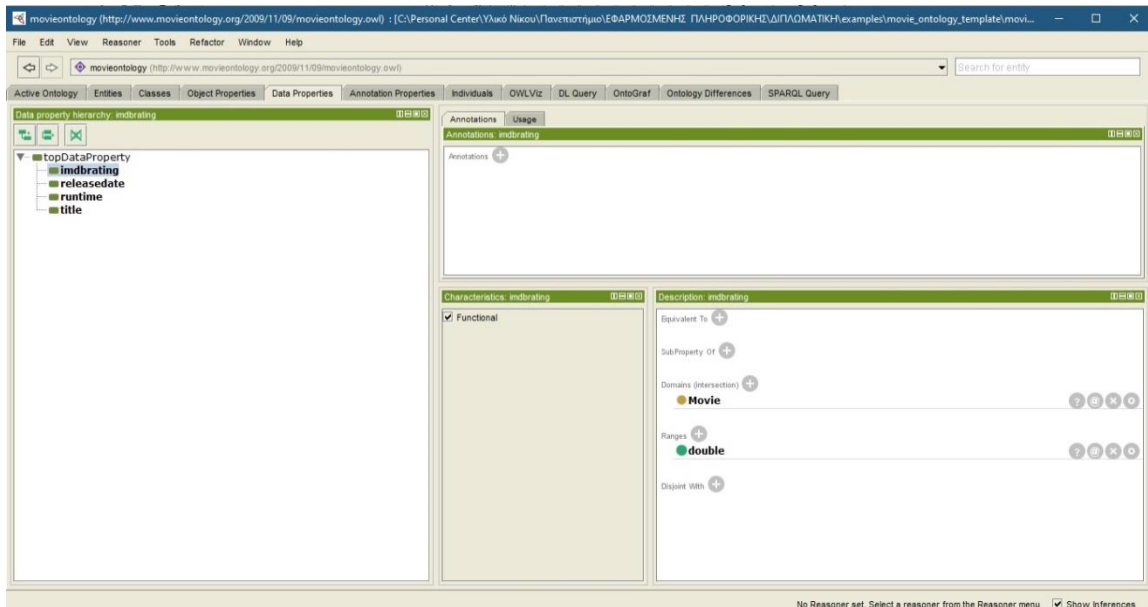 movieontology (http://www.movieontology.org/2009/11/09/movieontology.owl) : [C:\Personal Center\Υλικό Νίκου\Πανεπιστήμιο\ΕΦΑΡΜΟΣΜΕΝΗΣ ΠΛΗΡΟΦΟΡΙΚΗΣ\ΔΙΠΛΩΜΑΤΙΚΗ\examples\movie_ontology_template\movi...
File Edit View Reasoner Tools Refactor Window Help
movieontology (http://www.movieontology.org/2009/11/09/movieontology.owl)
Search for entity
Active Ontology Entities Classes Object Properties Data Properties Annotation Properties Individuals OWLViz DL Query OntoGraf Ontology Differences SPARQL Query
Data property hierarchy: imdbrating
topDataProperty
imdbrating
releasedate
runtime
title
Annotations Usage
Annotations: imdbrating
Annotations
Characteristics: imdbrating
Functional
Description: imdbrating
Equivalent To
SubProperty Of
Domains (intersection)
Movie
Ranges
double
Disjoint With
No Reasoner set. Select a reasoner from the Reasoner menu Show Inferences